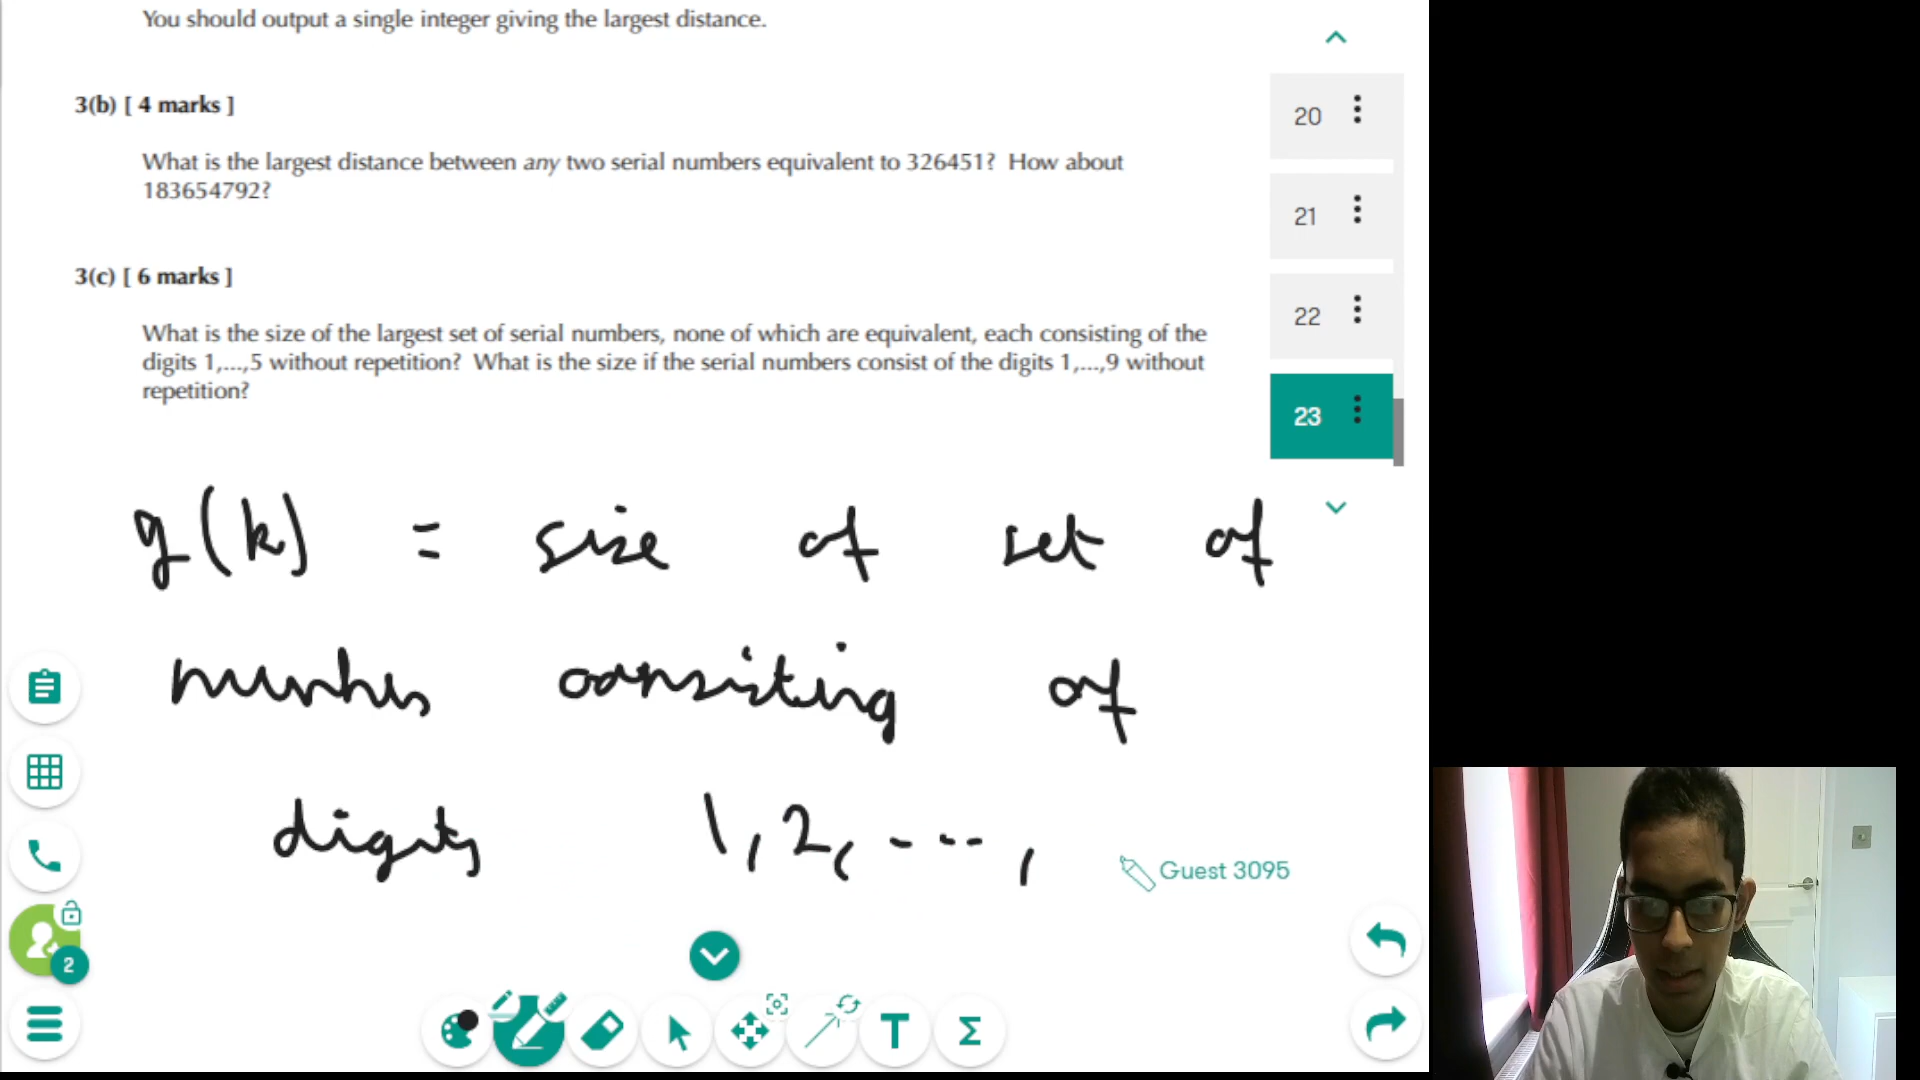 You should output a single integer giving the largest distance.
3(b) [ 4 marks ]
What is the largest distance between any two serial numbers equivalent to 326451? How about
183654792?
3(c) [ 6 marks ]
What is the size of the largest set of serial numbers, none of which are equivalent, each consisting of the
digits 1,...,5 without repetition? What is the size if the serial numbers consist of the digits 1,...,9 without
repetition?
20
21
22
23
g(k) = size of set of
numbers consisting of
digits 1, 2, ...,
Guest 3095
2
T
Σ